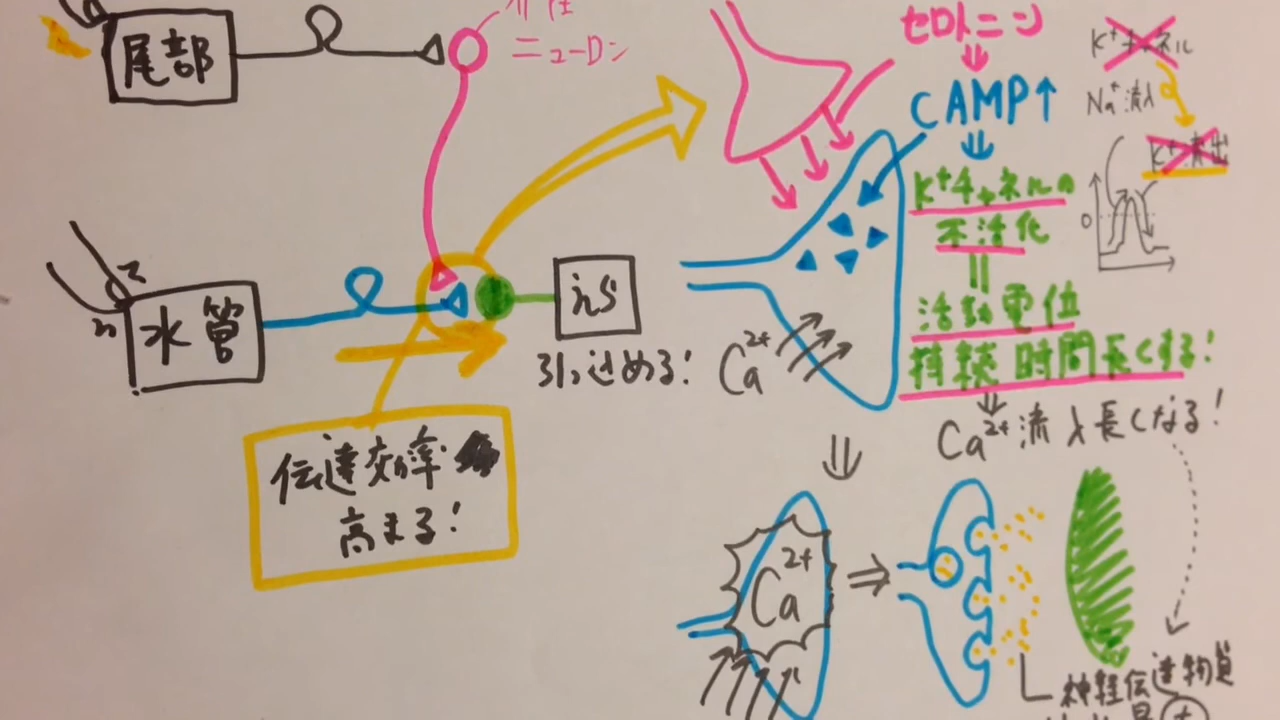 尾部
ニューロン
水管
えら
引っ込める!
伝達効率
高まる!
セロトニン
CAMP↑
K+チャネルの
不活化
活動電位
持続時間長くする!
Ca2+流入長くなる!
K+チャネル
Na+流入
K+流出
0
Ca2+
Ca2+
神経伝達物質